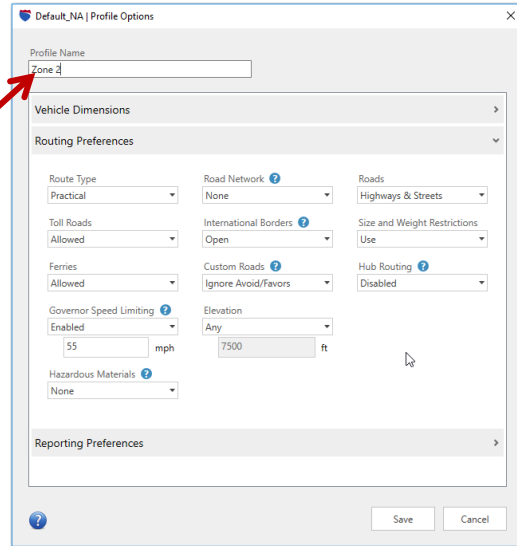 Default_NA | Profile Options
Profile Name
Zone 2
Vehicle Dimensions
Routing Preferences
Route Type Road Network ? Roads
Practical None Highways & Streets
Toll Roads International Borders ? Size and Weight Restrictions
Allowed Open Use
Ferries Custom Roads ? Hub Routing ?
Allowed Ignore Avoid/Favors Disabled
Governor Speed Limiting ? Elevation
Enabled Any
55 mph 7500 ft
Hazardous Materials ?
None
Reporting Preferences
? Save Cancel